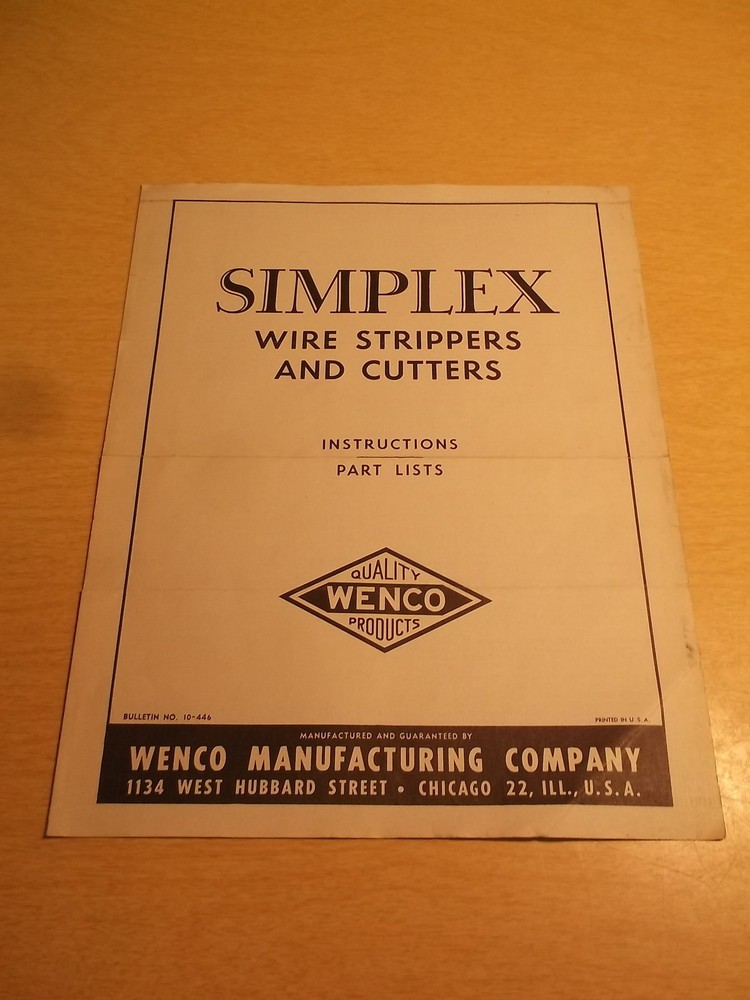 SIMPLEX
WIRE STRIPPERS
AND CUTTERS
INSTRUCTIONS
PART LISTS
QUALITY
WENCO
PRODUCTS
BULLETIN NO. 10-446
PRINTED IN U. S. A.
MANUFACTURED AND GUARANTEED BY
WENCO MANUFACTURING COMPANY
1134 WEST HUBBARD STREET • CHICAGO 22, ILL., U. S. A.